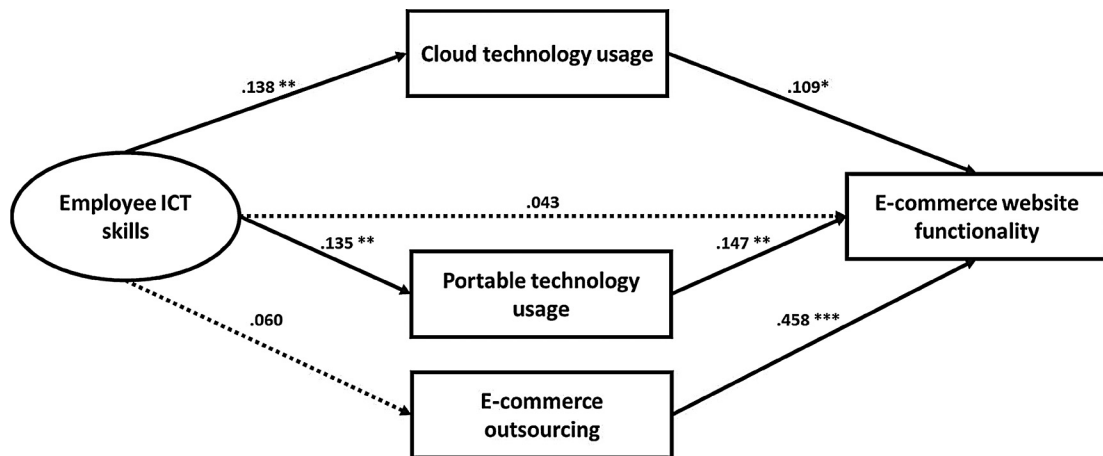 Cloud technology usage
.138 **
.109*
Employee ICT
skills
.043
E-commerce website
functionality
.135 **
.147 **
Portable technology
usage
.060
.458 ***
E-commerce
outsourcing